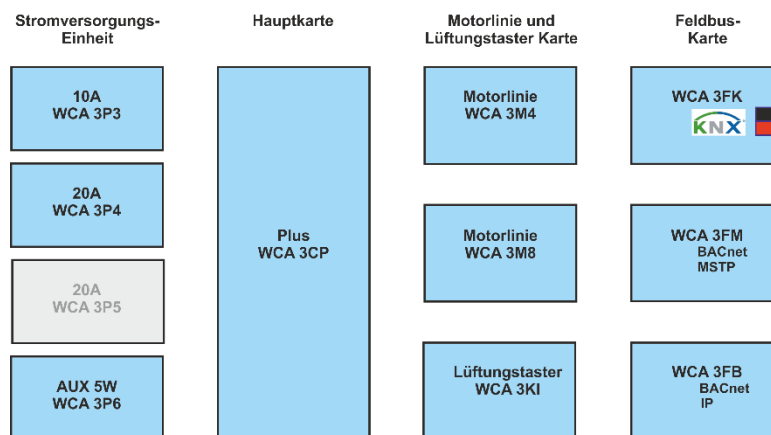 Stromversorgungs-
Einheit
Hauptkarte
Motorlinie und
Lüftungstaster Karte
Feldbus-
Karte
10A
WCA 3P3
20A
WCA 3P4
20A
WCA 3P5
AUX 5W
WCA 3P6
Plus
WCA 3CP
Motorlinie
WCA 3M4
Motorlinie
WCA 3M8
Lüftungstaster
WCA 3KI
WCA 3FK
KNX
WCA 3FM
BACnet
MSTP
WCA 3FB
BACnet
IP